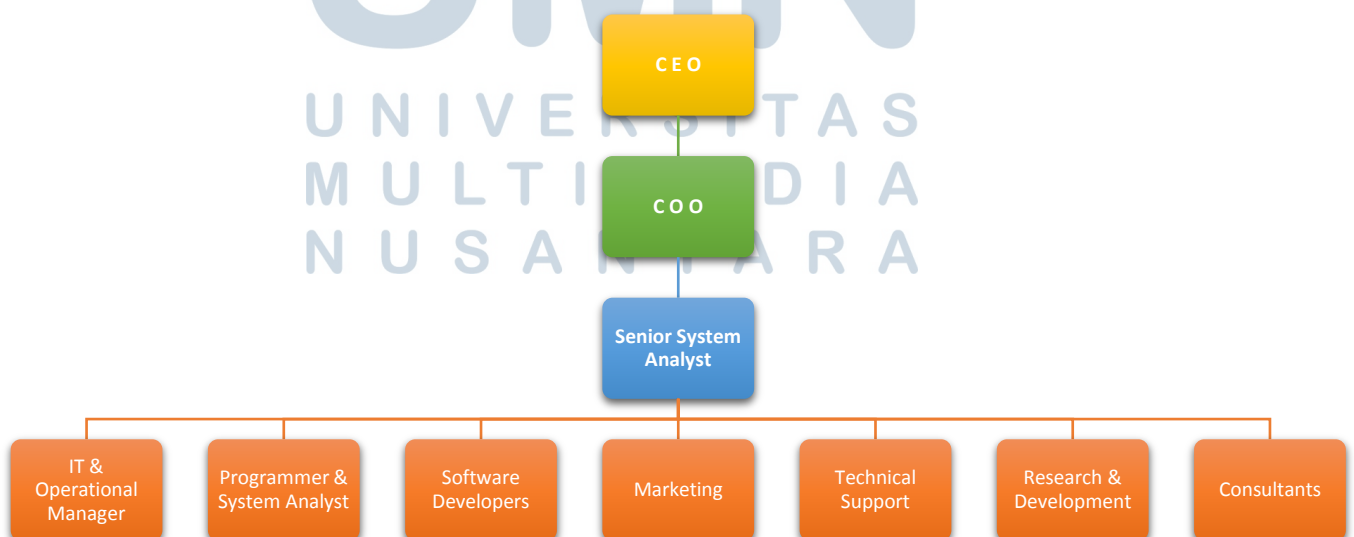 UMN
CEO
UNIVERSITAS
MULTIMEDIA
NUSANTARA
COO
Senior System
Analyst
IT &
Operational
Manager
Programmer &
System Analyst
Software
Developers
Marketing
Technical
Support
Research &
Development
Consultants